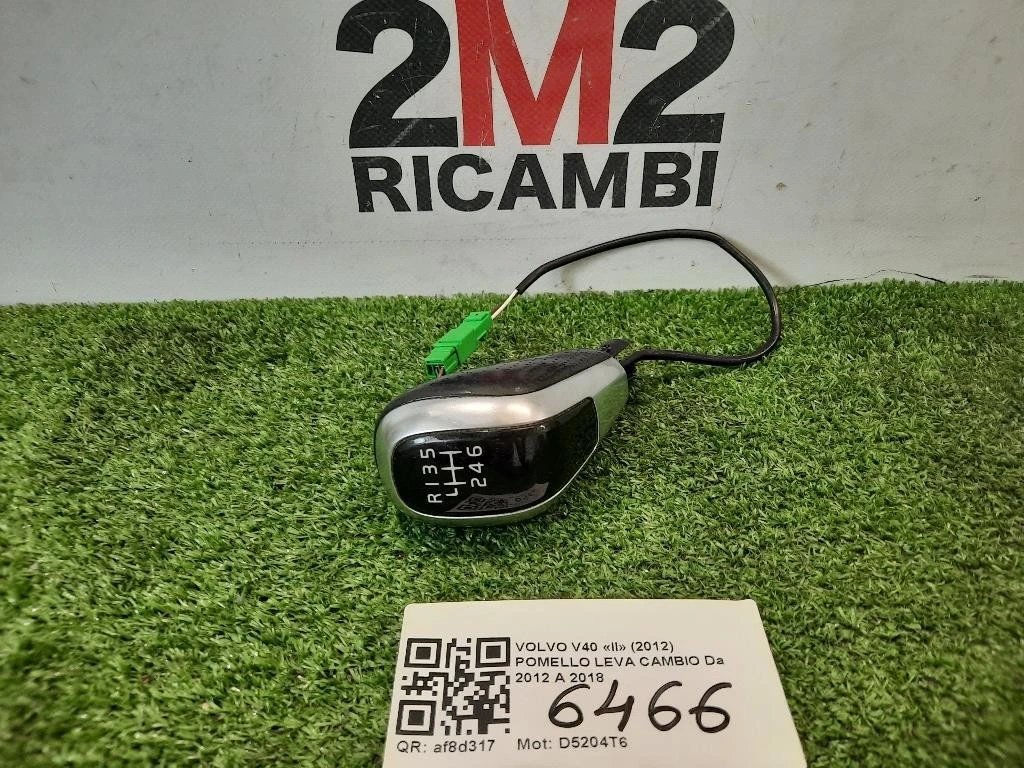 2M2
RICAMBI
R 1 3 5
2 4 6
VOLVO V40 «II» (2012)
POMELLO LEVA CAMBIO Da
2012 A 2018
6466
QR: af8d317 Mot: D5204T6